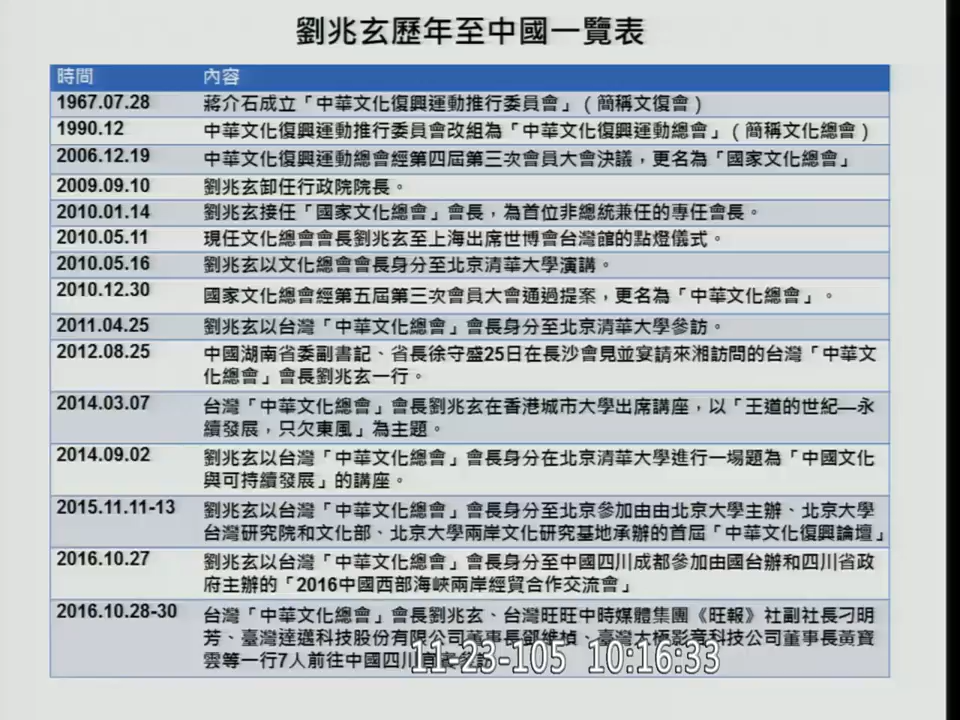 劉兆玄歷年至中國一覽表
時間 內容
1967.07.28 蔣介石成立「中華文化復興運動推行委員會」(簡稱文復會)
1990.12 中華文化復興運動推行委員會改組為「中華文化復興運動總會」(簡稱文化總會)
2006.12.19 中華文化復興運動總會經第四屆第三次會員大會決議，更名為「國家文化總會」
2009.09.10 劉兆玄卸任行政院院長。
2010.01.14 劉兆玄接任「國家文化總會」會長，為首位非總統兼任的專任會長。
2010.05.11 現任文化總會會長劉兆玄至上海出席世博會台灣館的點燈儀式。
2010.05.16 劉兆玄以文化總會會長身分至北京清華大學演講。
2010.12.30 國家文化總會經第五屆第三次會員大會通過提案，更名為「中華文化總會」。
2011.04.25 劉兆玄以台灣「中華文化總會」會長身分至北京清華大學參訪。
2012.08.25 中國湖南省委副書記、省長徐守盛25日在長沙會見並宴請來湘訪問的台灣「中華文
化總會」會長劉兆玄一行。
2014.03.07 台灣「中華文化總會」會長劉兆玄在香港城市大學出席講座，以「王道的世紀—永
續發展，只欠東風」為主題。
2014.09.02 劉兆玄以台灣「中華文化總會」會長身分在北京清華大學進行一場題為「中國文化
與可持續發展」的講座。
2015.11.11-13 劉兆玄以台灣「中華文化總會」會長身分至北京參加由由北京大學主辦、北京大學
台灣研究院和文化部、北京大學兩岸文化研究基地承辦的首屆「中華文化復興論壇」
2016.10.27 劉兆玄以台灣「中華文化總會」會長身分至中國四川成都參加由國台辦和四川省政
府主辦的「2016中國西部海峽兩岸經貿合作交流會」
2016.10.28-30 台灣「中華文化總會」會長劉兆玄、台灣旺旺中時媒體集團《旺報》社副社長刁明
芳、臺灣達邁科技股份有限公司董事長鄧維楨、臺灣太極影音科技公司董事長黃寶
雲等一行7人前往中國四川
11-23-105 10:16:33